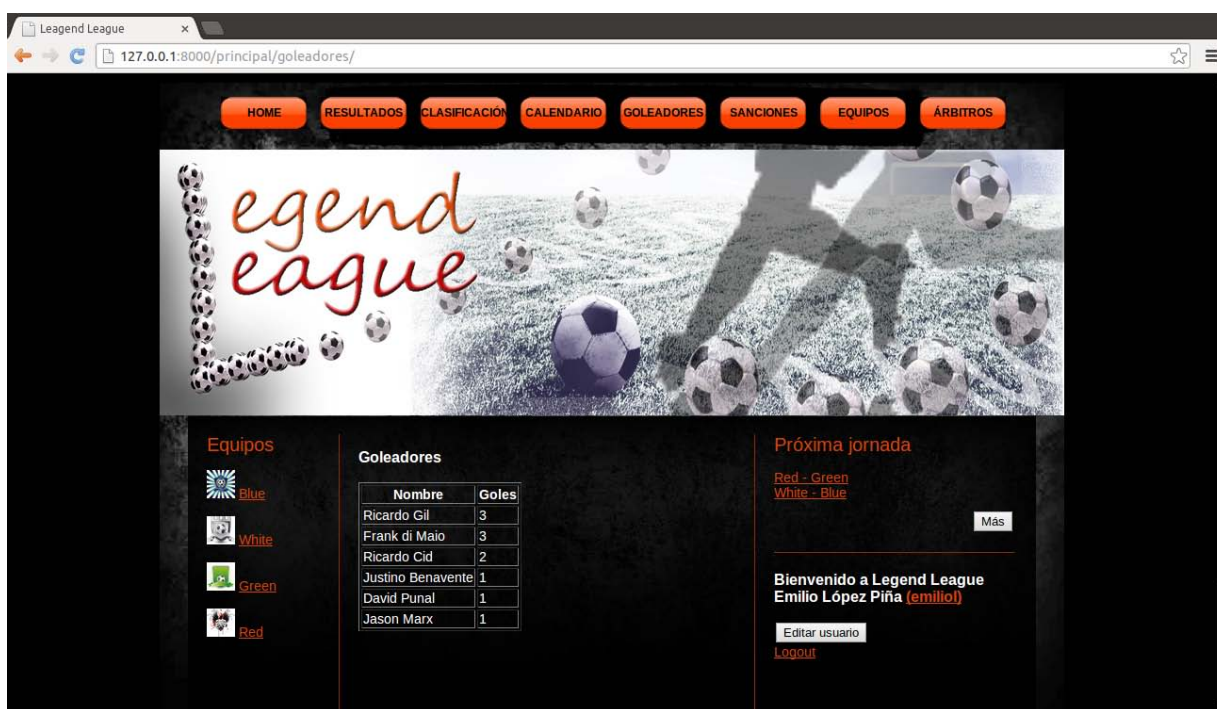 Leagend League
127.0.0.1:8000/principal/goleadores/
HOME RESULTADOS CLASIFICACIÓN CALENDARIO GOLEADORES SANCIONES EQUIPOS ÁRBITROS
egend
eague
Equipos
Blue
White
Green
Red
Goleadores
Nombre Goles
Ricardo Gil 3
Frank di Maio 3
Ricardo Cid 2
Justino Benavente 1
David Punal 1
Jason Marx 1
Próxima jornada
Red - Green
White - Blue
Más
Bienvenido a Legend League
Emilio López Piña (emiliol)
Editar usuario
Logout